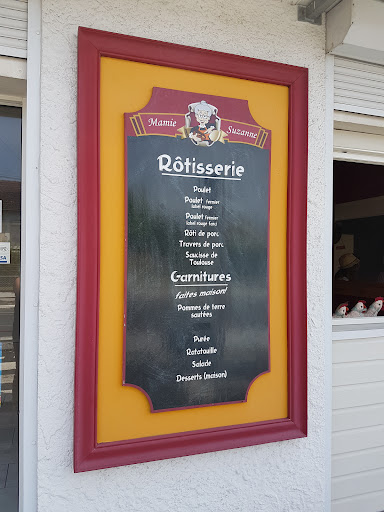 Mamie
Suzanne
Rôtisserie
Poulet
Poulet fermier
label rouge
Poulet fermier
label rouge farci
Rôti de porc
Travers de porc
Saucisse de
Toulouse
Garnitures
faites maison!
Pommes de terre
sautées
Purée
Ratatouille
Salade
Desserts (maison)